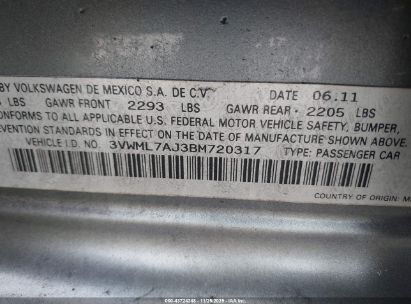 BY VOLKSWAGEN DE MEXICO S.A. DE C.V. DATE 06.11
LBS GAWR FRONT 2293 LBS GAWR REAR 2205 LBS
CONFORMS TO ALL APPLICABLE U.S. FEDERAL MOTOR VEHICLE SAFETY, BUMPER,
EVENTION STANDARDS IN EFFECT ON THE DATE OF MANUFACTURE SHOWN ABOVE.
VEHICLE I.D. NO. 3VWML7AJ3BM720317 TYPE: PASSENGER CAR
COUNTRY OF ORIGIN: M